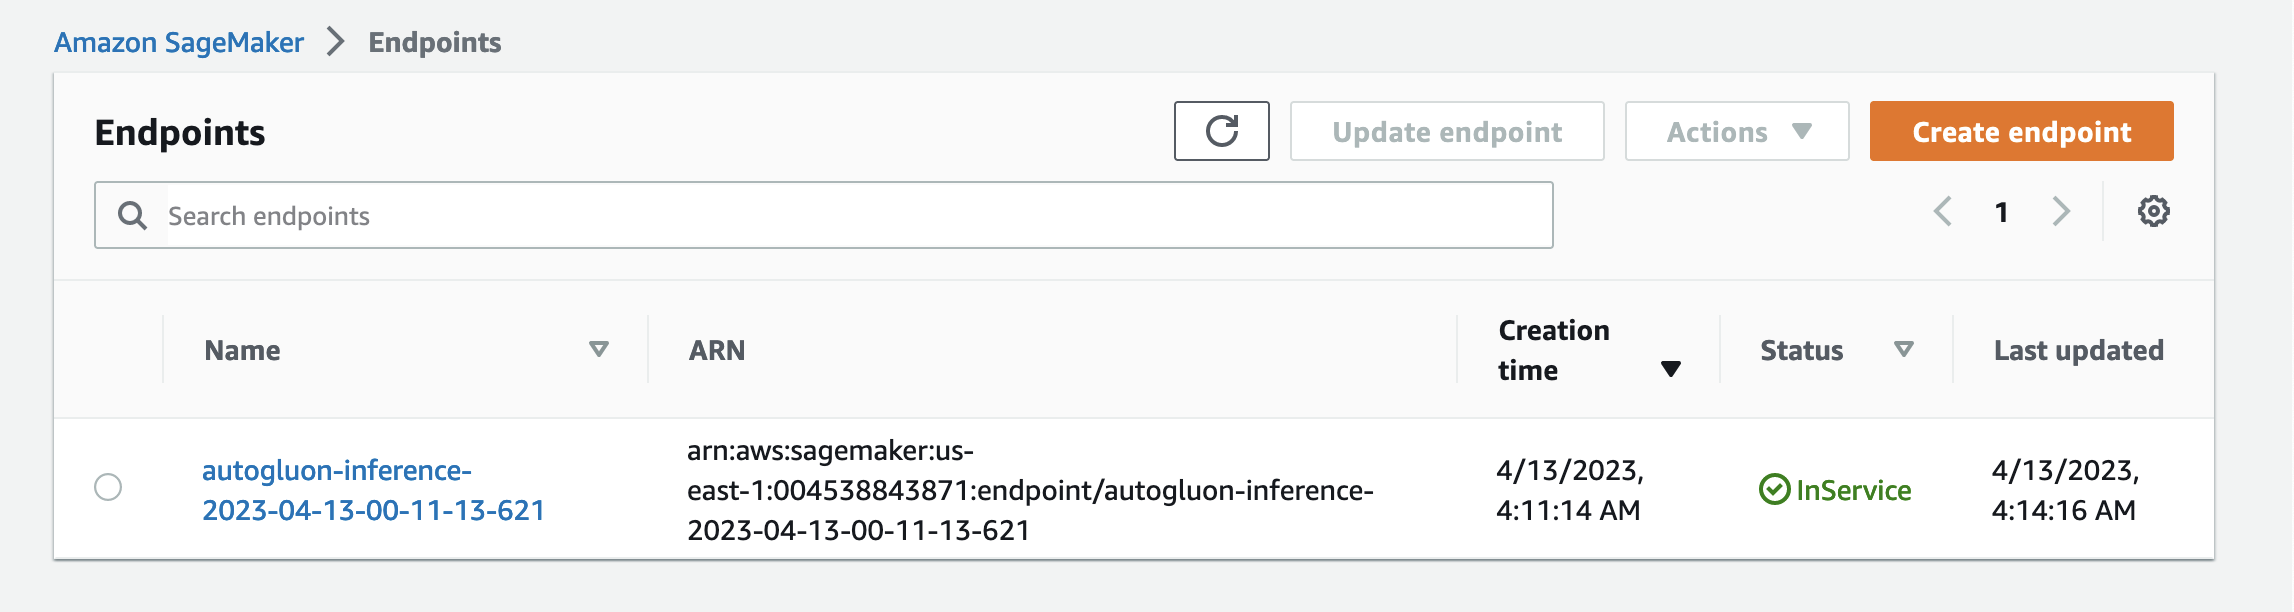 Amazon SageMaker > Endpoints
Endpoints
Update endpoint
Actions
Create endpoint
Search endpoints
1
Name
ARN
Creation
time
Status
Last updated
autogluon-inference-
2023-04-13-00-11-13-621
arn:aws:sagemaker:us-
east-1:004538843871:endpoint/autogluon-inference-
2023-04-13-00-11-13-621
4/13/2023,
4:11:14 AM
InService
4/13/2023,
4:14:16 AM